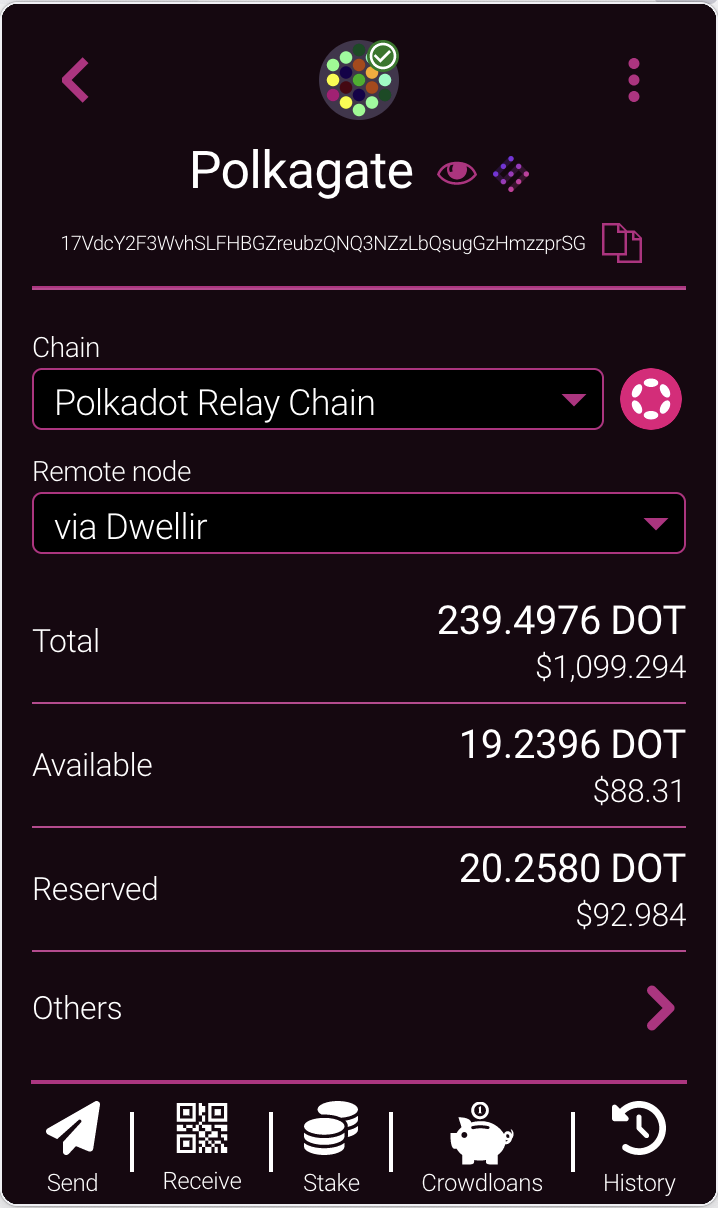 Polkagate
17VdcY2F3WvhSLFHBGZreubzQNQ3NZzLbQsugGzHmzzprSG
Chain
Polkadot Relay Chain
Remote node
via Dwellir
Total
239.4976 DOT
$1,099.294
Available
19.2396 DOT
$88.31
Reserved
20.2580 DOT
$92.984
Others
Send
Receive
Stake
Crowdloans
History